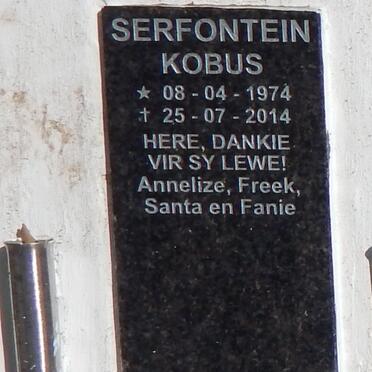 SERFONTEIN
KOBUS
★ 08 - 04 - 1974
† 25 - 07 - 2014
HERE, DANKIE
VIR SY LEWE!
Annelize, Freek,
Santa en Fanie